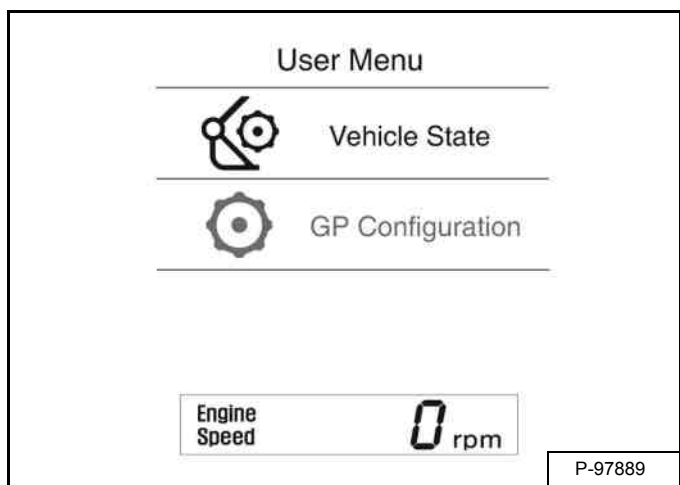 User Menu
Vehicle State
GP Configuration
Engine
Speed
0 rpm
P-97889